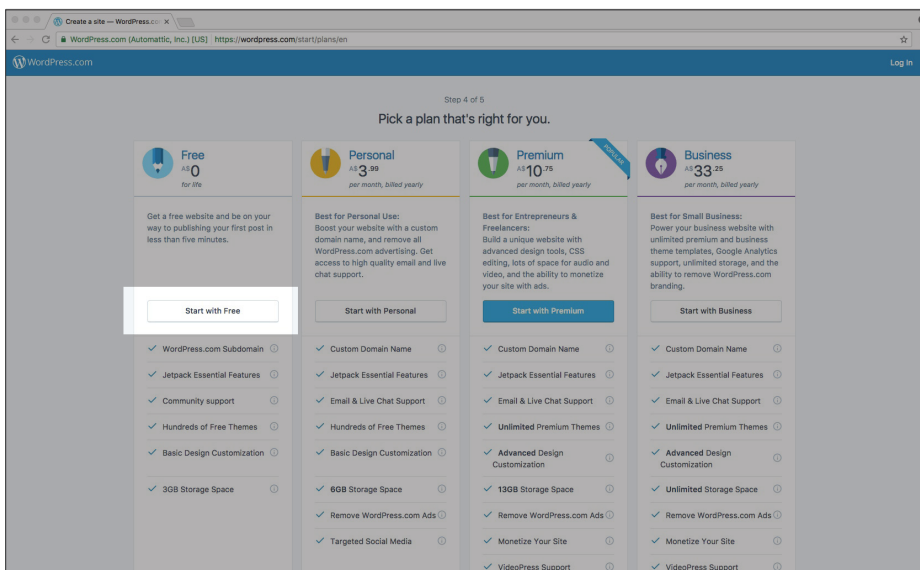 Create a site — WordPress.co
WordPress.com (Automattic, Inc.) [US] https://wordpress.com/start/plans/en
WordPress.com
Log In
Step 4 of 5
Pick a plan that's right for you.
Free
A$0
for life
Get a free website and be on your
way to publishing your first post in
less than five minutes.
Start with Free
WordPress.com Subdomain
Jetpack Essential Features
Community support
Hundreds of Free Themes
Basic Design Customization
3GB Storage Space
Personal
A$3.99
per month, billed yearly
Best for Personal Use:
Boost your website with a custom
domain name, and remove all
WordPress.com advertising. Get
access to high quality email and live
chat support.
Start with Personal
Custom Domain Name
Jetpack Essential Features
Email & Live Chat Support
Hundreds of Free Themes
Basic Design Customization
6GB Storage Space
Remove WordPress.com Ads
Targeted Social Media
Premium
POPULAR
A$10.75
per month, billed yearly
Best for Entrepreneurs &
Freelancers:
Build a unique website with
advanced design tools, CSS
editing, lots of space for audio and
video, and the ability to monetize
your site with ads.
Start with Premium
Custom Domain Name
Jetpack Essential Features
Email & Live Chat Support
Unlimited Premium Themes
Advanced Design
Customization
13GB Storage Space
Remove WordPress.com Ads
Monetize Your Site
VideoPress Support
Business
A$33.25
per month, billed yearly
Best for Small Business:
Power your business website with
unlimited premium and business
theme templates, Google Analytics
support, unlimited storage, and the
ability to remove WordPress.com
branding.
Start with Business
Custom Domain Name
Jetpack Essential Features
Email & Live Chat Support
Unlimited Premium Themes
Advanced Design
Customization
Unlimited Storage Space
Remove WordPress.com Ads
Monetize Your Site
VideoPress Support